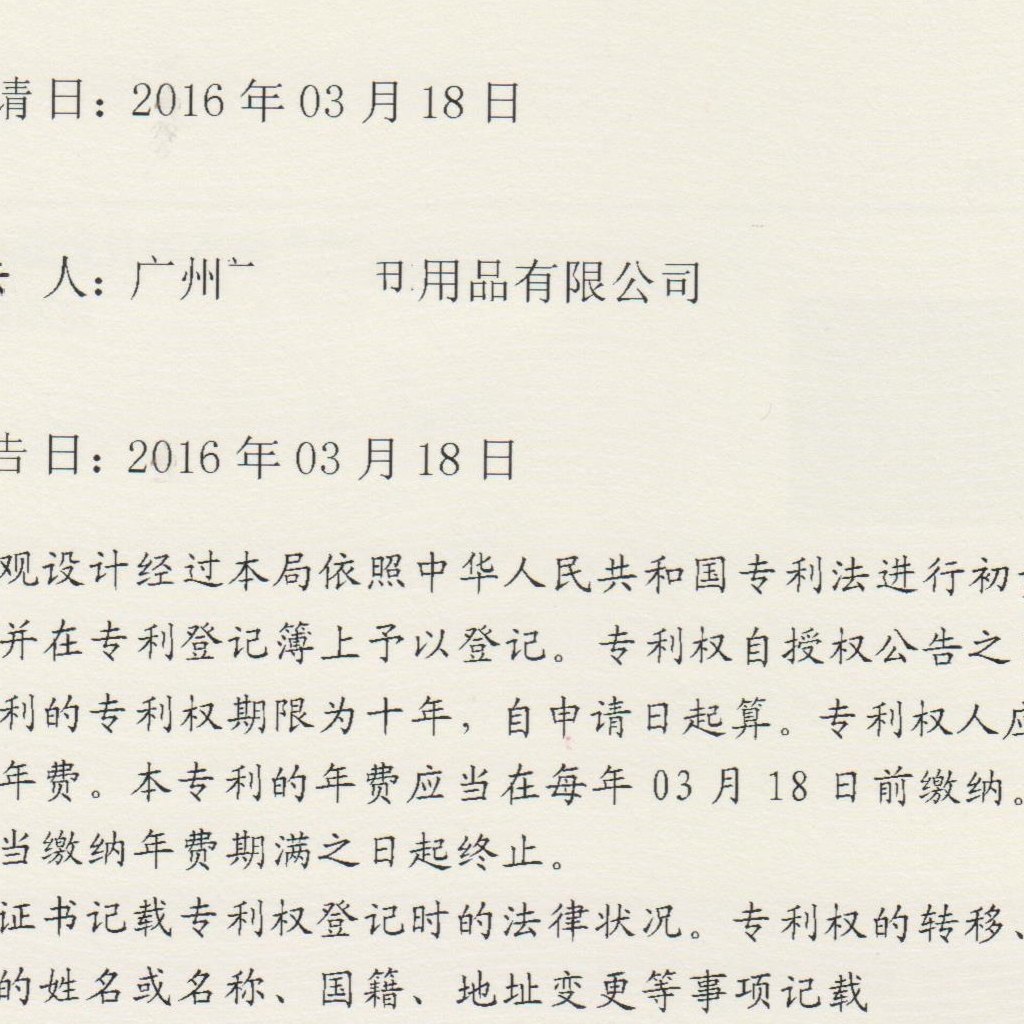 请日：2016 年 03 月 18 日
人：广州 用品有限公司
告日：2016 年 03 月 18 日
观设计经过本局依照中华人民共和国专利法进行初
并在专利登记簿上予以登记。专利权自授权公告之
利的专利权期限为十年，自申请日起算。专利权人应
年费。本专利的年费应当在每年 03 月 18 日前缴纳。
当缴纳年费期满之日起终止。
证书记载专利权登记时的法律状况。专利权的转移、
的姓名或名称、国籍、地址变更等事项记载